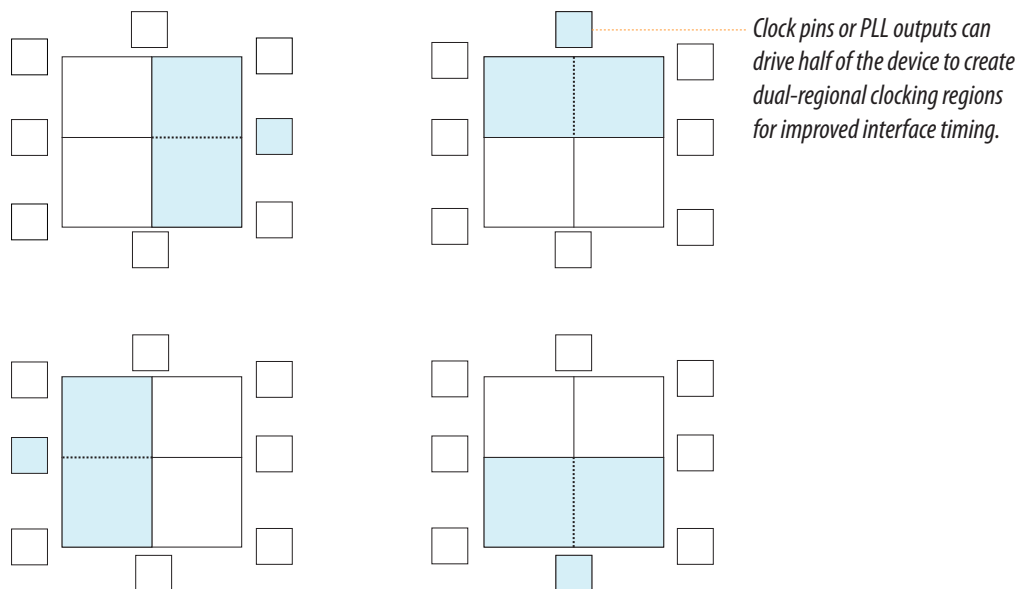 Clock pins or PLL outputs can
drive half of the device to create
dual-regional clocking regions
for improved interface timing.